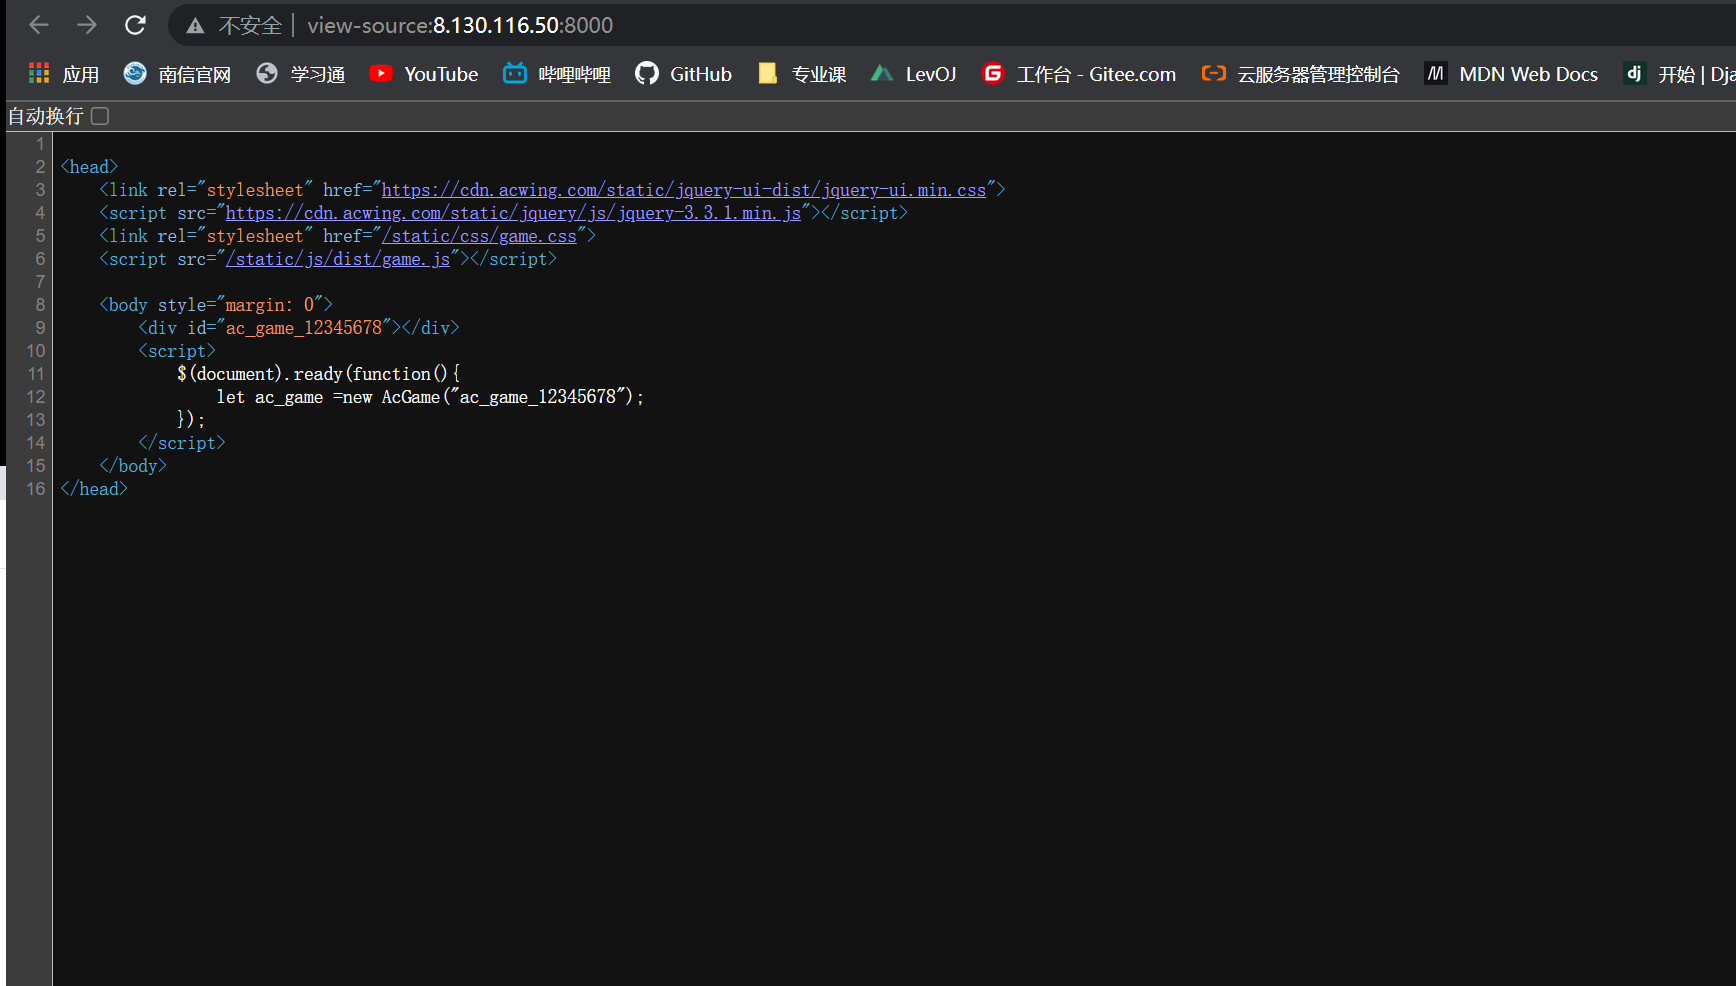 不安全 | view-source:8.130.116.50:8000
应用 南信官网 学习通 YouTube 哔哩哔哩 GitHub 专业课 LevOJ 工作台 - Gitee.com 云服务器管理控制台 MDN Web Docs dj 开始 | Dja
自动换行
1
2 <head>
3     <link rel="stylesheet" href="https://cdn.acwing.com/static/jquery-ui-dist/jquery-ui.min.css">
4     <script src="https://cdn.acwing.com/static/jquery/js/jquery-3.3.1.min.js"></script>
5     <link rel="stylesheet" href="/static/css/game.css">
6     <script src="/static/js/dist/game.js"></script>
7
8     <body style="margin: 0">
9         <div id="ac_game_12345678"></div>
10         <script>
11             $(document).ready(function(){
12                 let ac_game =new AcGame("ac_game_12345678");
13             });
14         </script>
15     </body>
16 </head>